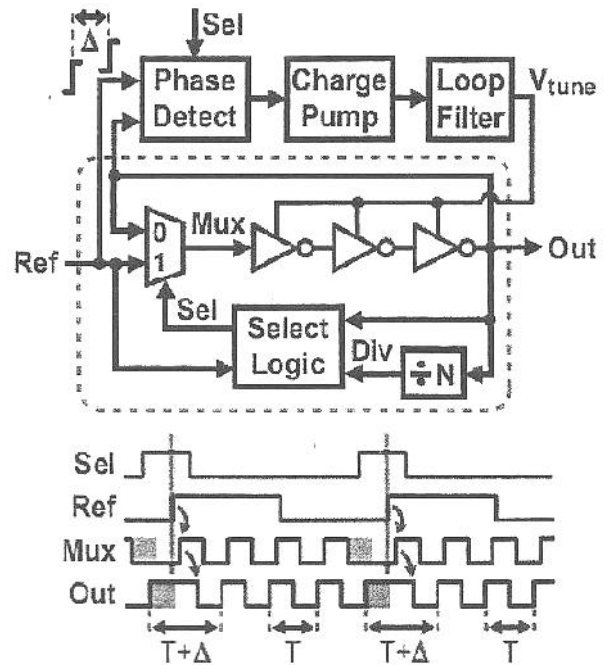 Δ
Sel
Phase Detect
Charge Pump
Loop Filter
Vtune
0
1
Mux
Ref
Out
Sel
Select Logic
Div
÷N
Sel
Ref
Mux
Out
T+Δ
T
T+Δ
T